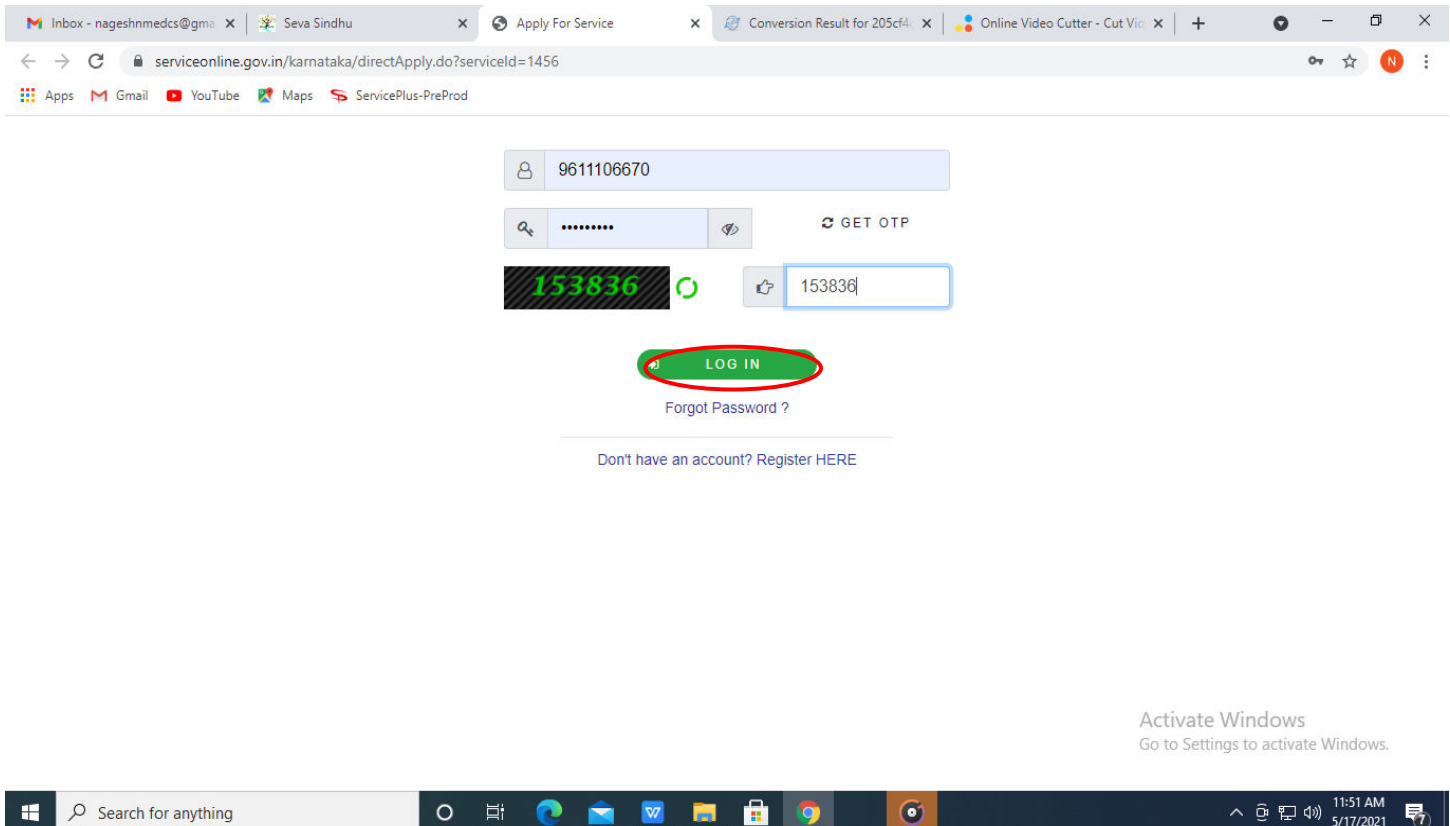 Inbox - nageshnmedcs@gma
Seva Sindhu
Apply For Service
Conversion Result for 205cf4c
Online Video Cutter - Cut Vid
serviceonline.gov.in/karnataka/directApply.do?serviceId=1456
N
Apps
Gmail
YouTube
Maps
ServicePlus-PreProd
9611106670
•••••••••
GET OTP
153836
153836
LOG IN
Forgot Password ?
Don't have an account? Register HERE
Activate Windows
Go to Settings to activate Windows.
Search for anything
W
11:51 AM
5/17/2021
7